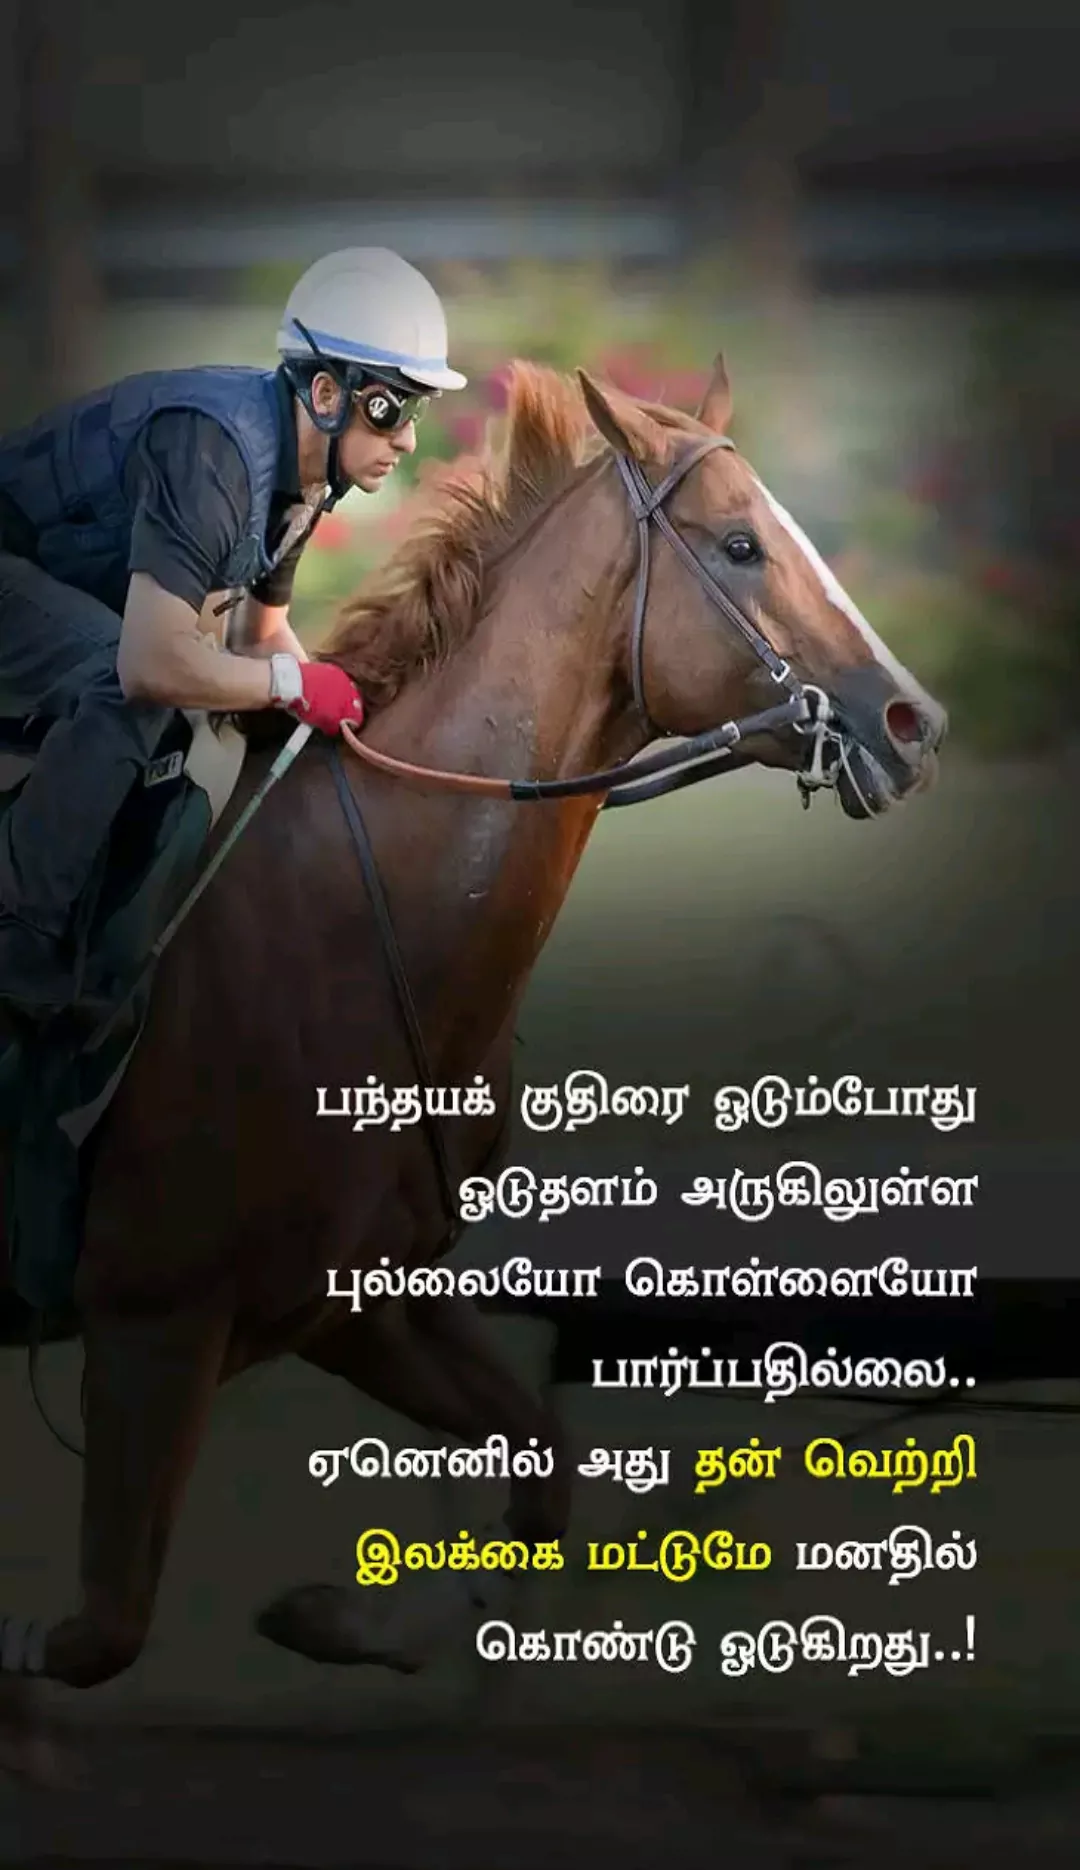 பந்தயக் குதிரை ஓடும்போது
ஓடுதளம் அருகிலுள்ள
புல்லையோ கொள்ளையோ
பார்ப்பதில்லை..
ஏனெனில் அது தன் வெற்றி
இலக்கை மட்டுமே மனதில்
கொண்டு ஓடுகிறது..!